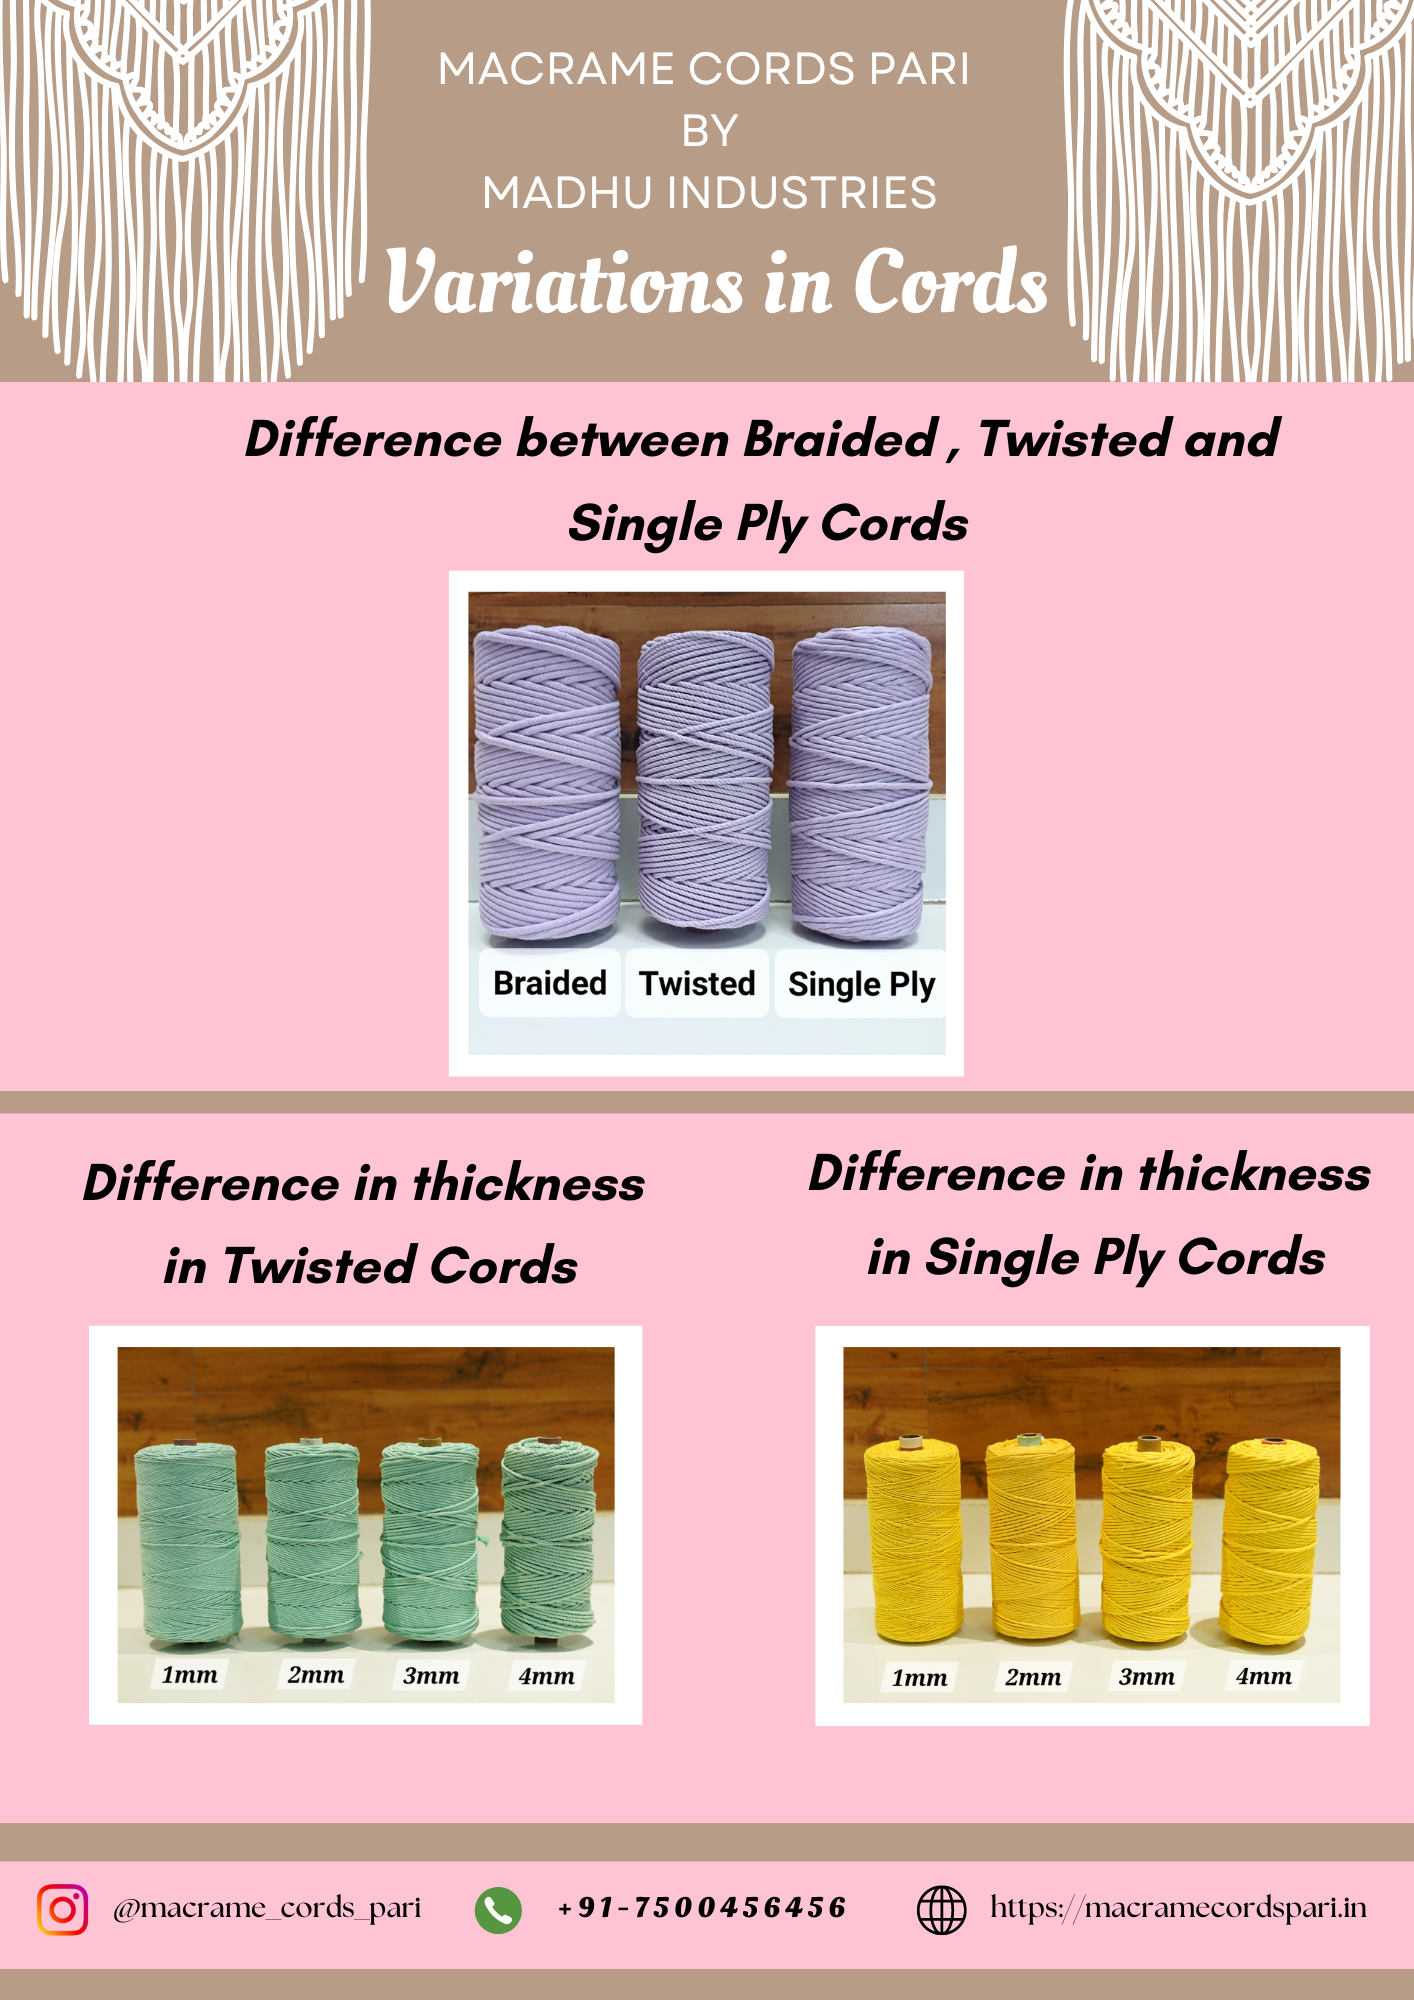 MACRAME CORDS PARI
BY
MADHU INDUSTRIES
Variations in Cords
Difference between Braided , Twisted and
Single Ply Cords
Braided Twisted Single Ply
Difference in thickness
in Twisted Cords
1mm 2mm 3mm 4mm
Difference in thickness
in Single Ply Cords
1mm 2mm 3mm 4mm
@macrame_cords_pari
+91-7500456456
https://macramecordspari.in